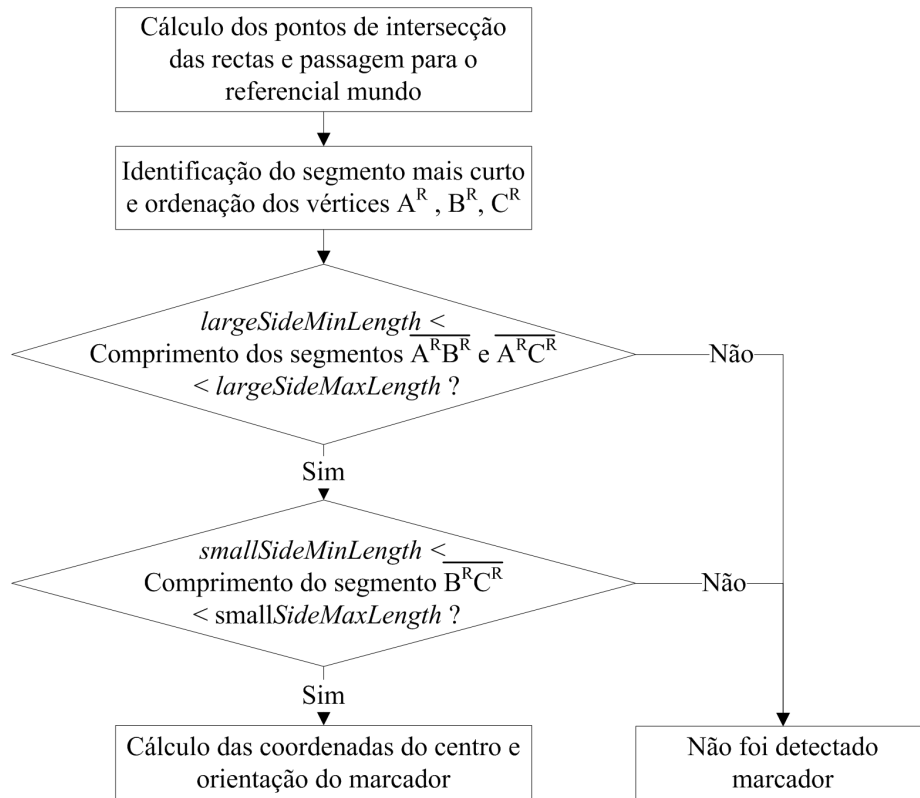 Cálculo dos pontos de intersecção
das rectas e passagem para o
referencial mundo
Identificação do segmento mais curto
e ordenação dos vértices A^R , B^R, C^R
largeSideMinLength <
Comprimento dos segmentos A^RB^R e A^RC^R
< largeSideMaxLength ?
Não
Sim
smallSideMinLength <
Comprimento do segmento B^RC^R
< smallSideMaxLength ?
Não
Sim
Cálculo das coordenadas do centro e
orientação do marcador
Não foi detectado
marcador